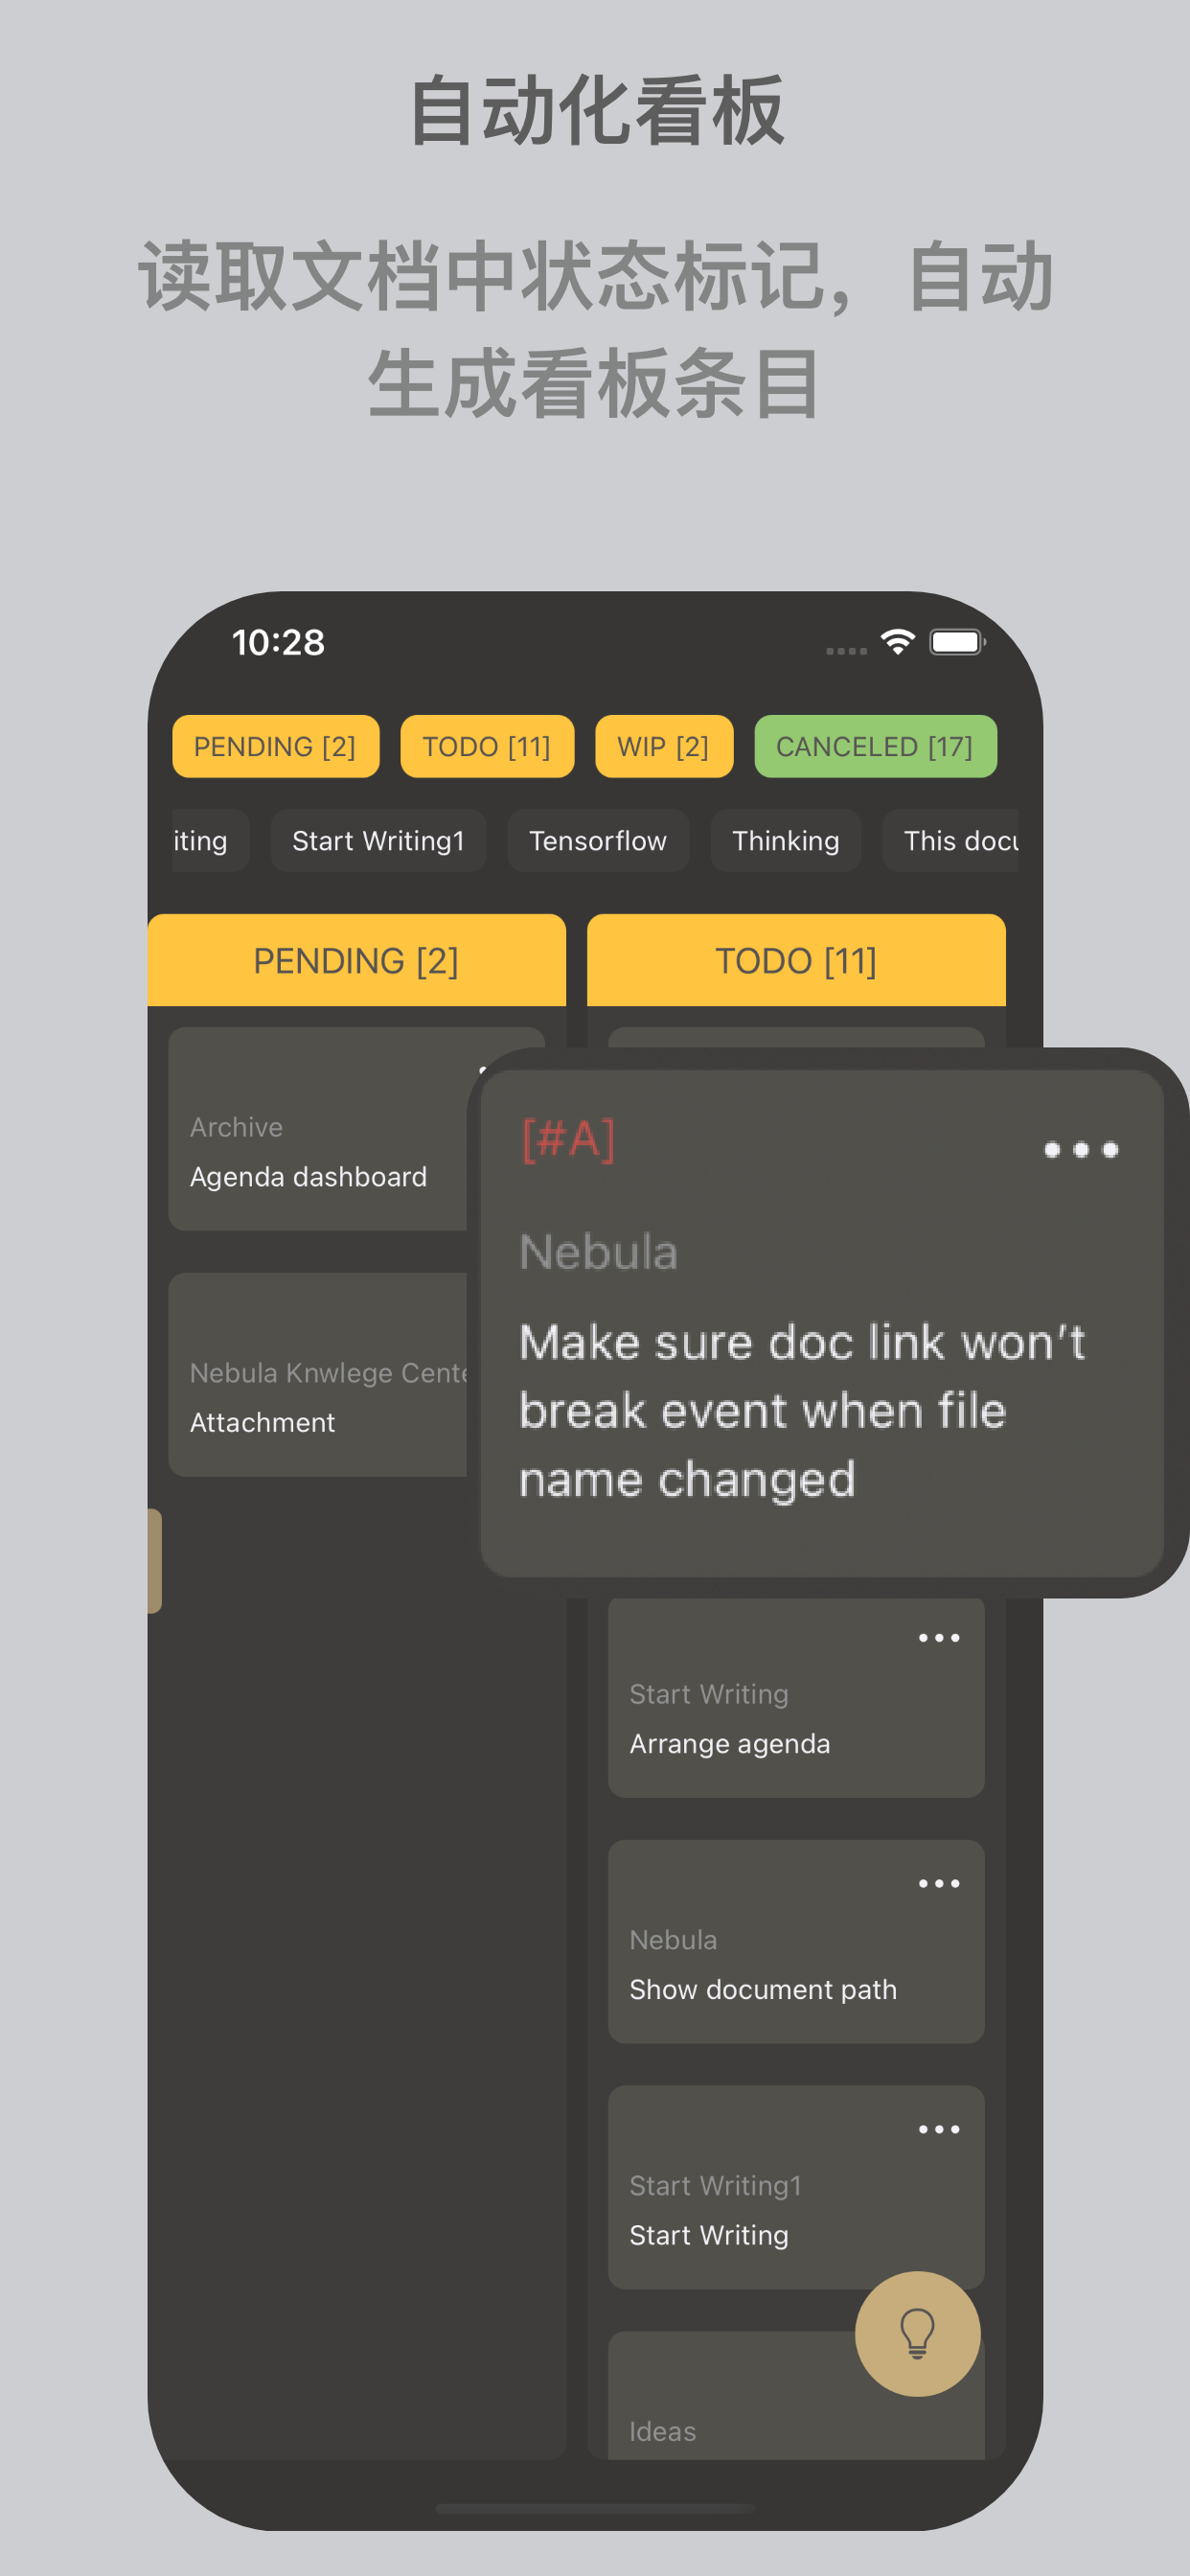 自动化看板
读取文档中状态标记，自动
生成看板条目
10:28
PENDING [2]
TODO [11]
WIP [2]
CANCELED [17]
iting
Start Writing1
Tensorflow
Thinking
This docu
PENDING [2]
TODO [11]
Archive
Agenda dashboard
Nebula Knwlege Cente
Attachment
[#A]
Nebula
Make sure doc link won't
break event when file
name changed
Start Writing
Arrange agenda
Nebula
Show document path
Start Writing1
Start Writing
Ideas